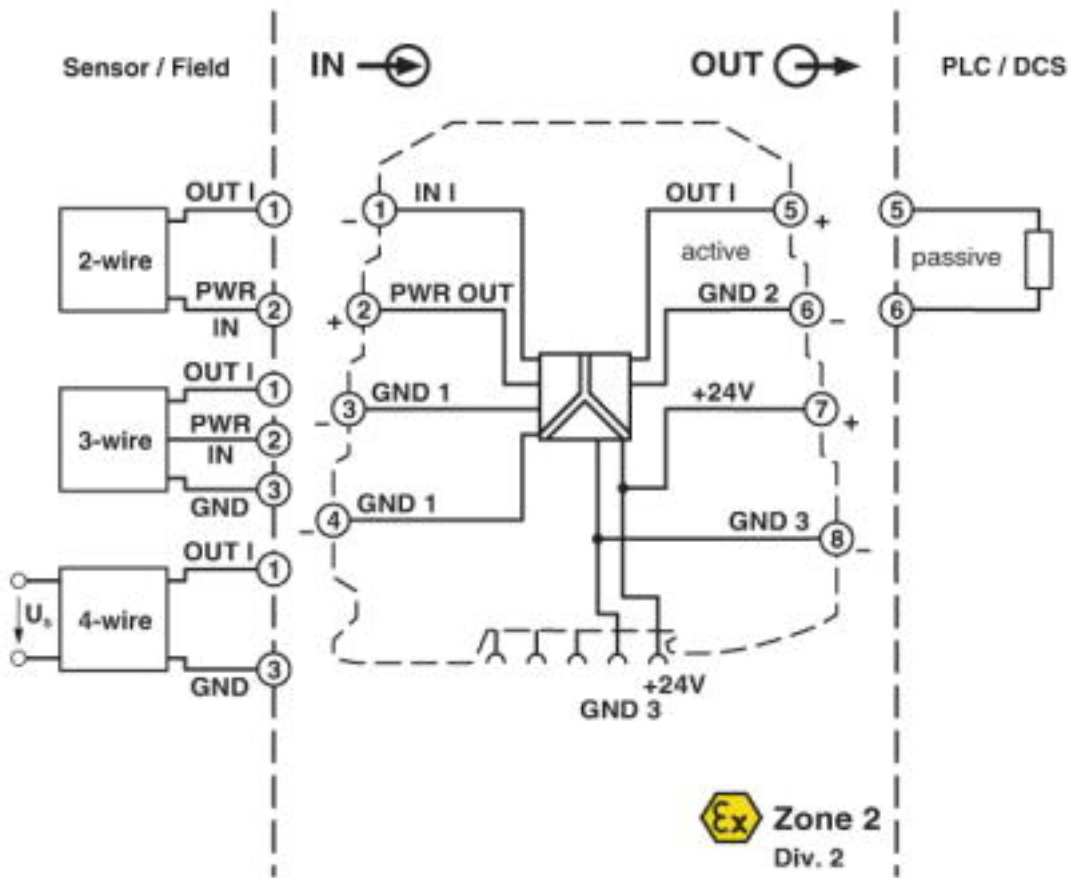 Sensor / Field
IN
OUT
PLC / DCS
OUT I
1
2-wire
PWR
IN
2
OUT I
1
3-wire
PWR
IN
2
GND
3
OUT I
1
Us
4-wire
GND
3
1
IN I
-
2
PWR OUT
+
3
GND 1
-
4
GND 1
-
OUT I
5
+
active
GND 2
6
-
+24V
7
+
GND 3
8
-
+24V
GND 3
5
passive
6
Ex
Zone 2
Div. 2